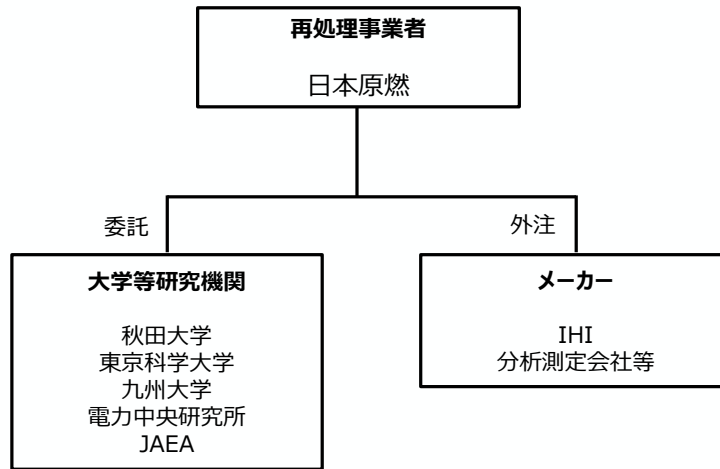 再処理事業者
日本原燃
委託
外注
大学等研究機関
秋田大学
東京科学大学
九州大学
電力中央研究所
JAEA
メーカー
IHI
分析測定会社等